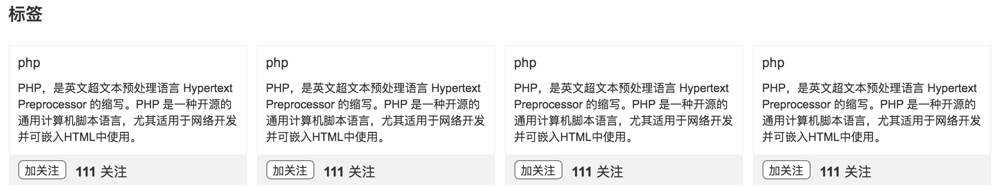 标签
php
PHP，是英文超文本预处理语言 Hypertext
Preprocessor 的缩写。PHP 是一种开源的
通用计算机脚本语言，尤其适用于网络开发
并可嵌入HTML中使用。
加关注 111 关注
php
PHP，是英文超文本预处理语言 Hypertext
Preprocessor 的缩写。PHP 是一种开源的
通用计算机脚本语言，尤其适用于网络开发
并可嵌入HTML中使用。
加关注 111 关注
php
PHP，是英文超文本预处理语言 Hypertext
Preprocessor 的缩写。PHP 是一种开源的
通用计算机脚本语言，尤其适用于网络开发
并可嵌入HTML中使用。
加关注 111 关注
php
PHP，是英文超文本预处理语言 Hypertext
Preprocessor 的缩写。PHP 是一种开源的
通用计算机脚本语言，尤其适用于网络开发
并可嵌入HTML中使用。
加关注 111 关注